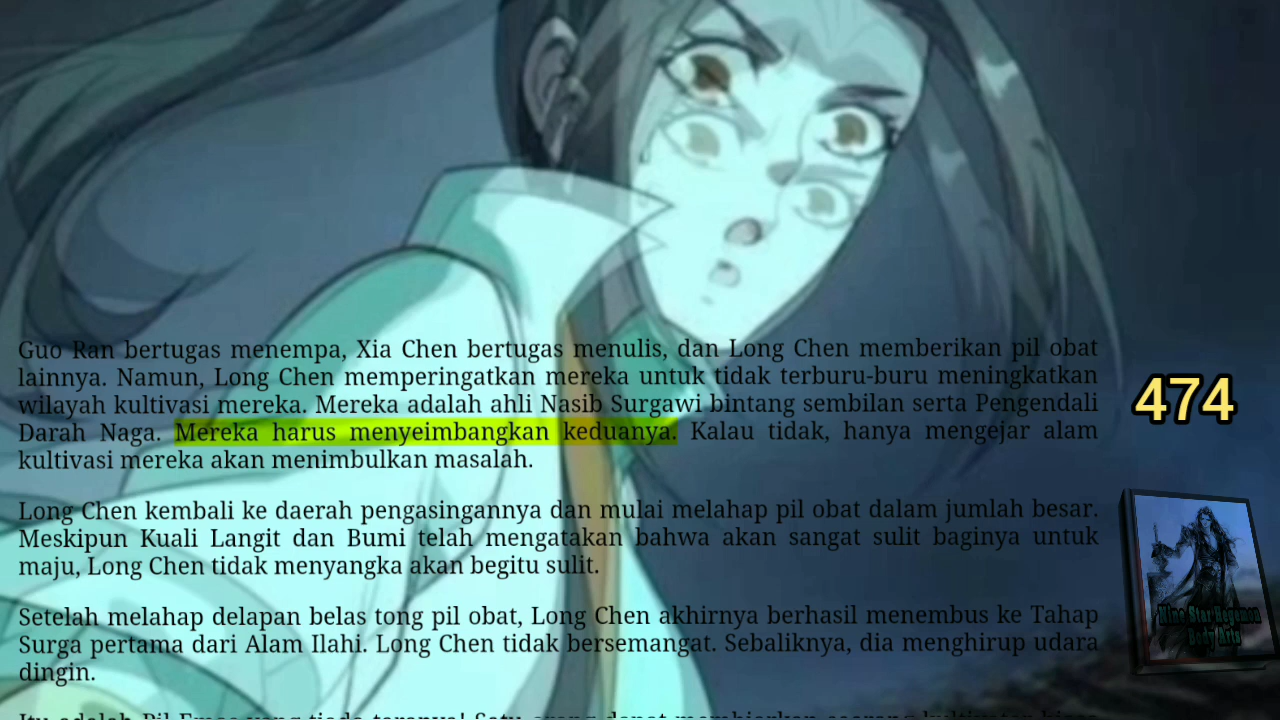 Guo Ran bertugas menempa, Xia Chen bertugas menulis, dan Long Chen memberikan pil obat
lainnya. Namun, Long Chen memperingatkan mereka untuk tidak terburu-buru meningkatkan
wilayah kultivasi mereka. Mereka adalah ahli Nasib Surgawi bintang sembilan serta Pengendali
Darah Naga. Mereka harus menyeimbangkan keduanya. Kalau tidak, hanya mengejar alam
kultivasi mereka akan menimbulkan masalah.
Long Chen kembali ke daerah pengasingannya dan mulai melahap pil obat dalam jumlah besar.
Meskipun Kuali Langit dan Bumi telah mengatakan bahwa akan sangat sulit baginya untuk
maju, Long Chen tidak menyangka akan begitu sulit.
Setelah melahap delapan belas tong pil obat, Long Chen akhirnya berhasil menembus ke Tahap
Surga pertama dari Alam Ilahi. Long Chen tidak bersemangat. Sebaliknya, dia menghirup udara
dingin.
474
Nine Star Hegemon
Body Arts